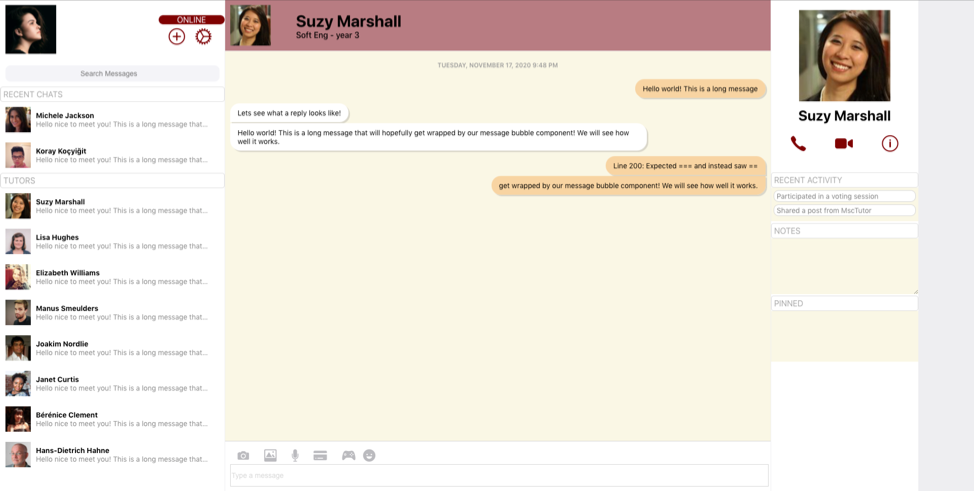 ONLINE
Search Messages
RECENT CHATS
Michele Jackson
Hello nice to meet you! This is a long message that...
Koray Koçyiğit
Hello nice to meet you! This is a long message that...
TUTORS
Suzy Marshall
Hello nice to meet you! This is a long message that...
Lisa Hughes
Hello nice to meet you! This is a long message that...
Elizabeth Williams
Hello nice to meet you! This is a long message that...
Manus Smeulders
Hello nice to meet you! This is a long message that...
Joakim Nordlie
Hello nice to meet you! This is a long message that...
Janet Curtis
Hello nice to meet you! This is a long message that...
Bérénice Clement
Hello nice to meet you! This is a long message that...
Hans-Dietrich Hahne
Hello nice to meet you! This is a long message that...
Suzy Marshall
Soft Eng - year 3
TUESDAY, NOVEMBER 17, 2020 9:48 PM
Hello world! This is a long message
Lets see what a reply looks like!
Hello world! This is a long message that will hopefully get wrapped by our message bubble component! We will see how
well it works.
Line 200: Expected === and instead saw ==
get wrapped by our message bubble component! We will see how well it works.
Type a message
Suzy Marshall
RECENT ACTIVITY
Participated in a voting session
Shared a post from MscTutor
NOTES
PINNED